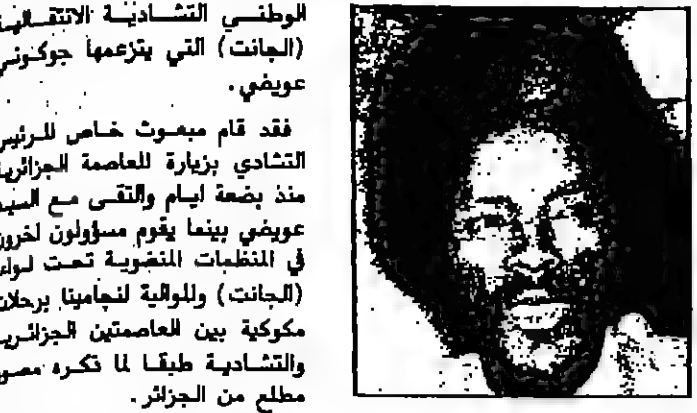 الوطني التشادية الانتقالية
(الجانت) التي يتزعمها جوكوني
عويضي.
فقد قام مبعوث خاص للرئيس
التشادي بزيارة للعاصمة الجزائرية
منذ بضعة ايام والتقى مع السيد
عويضي بينما يقوم مسؤولون اخرون
في المنظمات المنضوية تحت لواء
(الجانت) والموالية لنجامينا برحلات
مكوكية بين العاصمتين الجزائرية
والتشادية طبقا لما ذكره مصدر
مطلع من الجزائر.